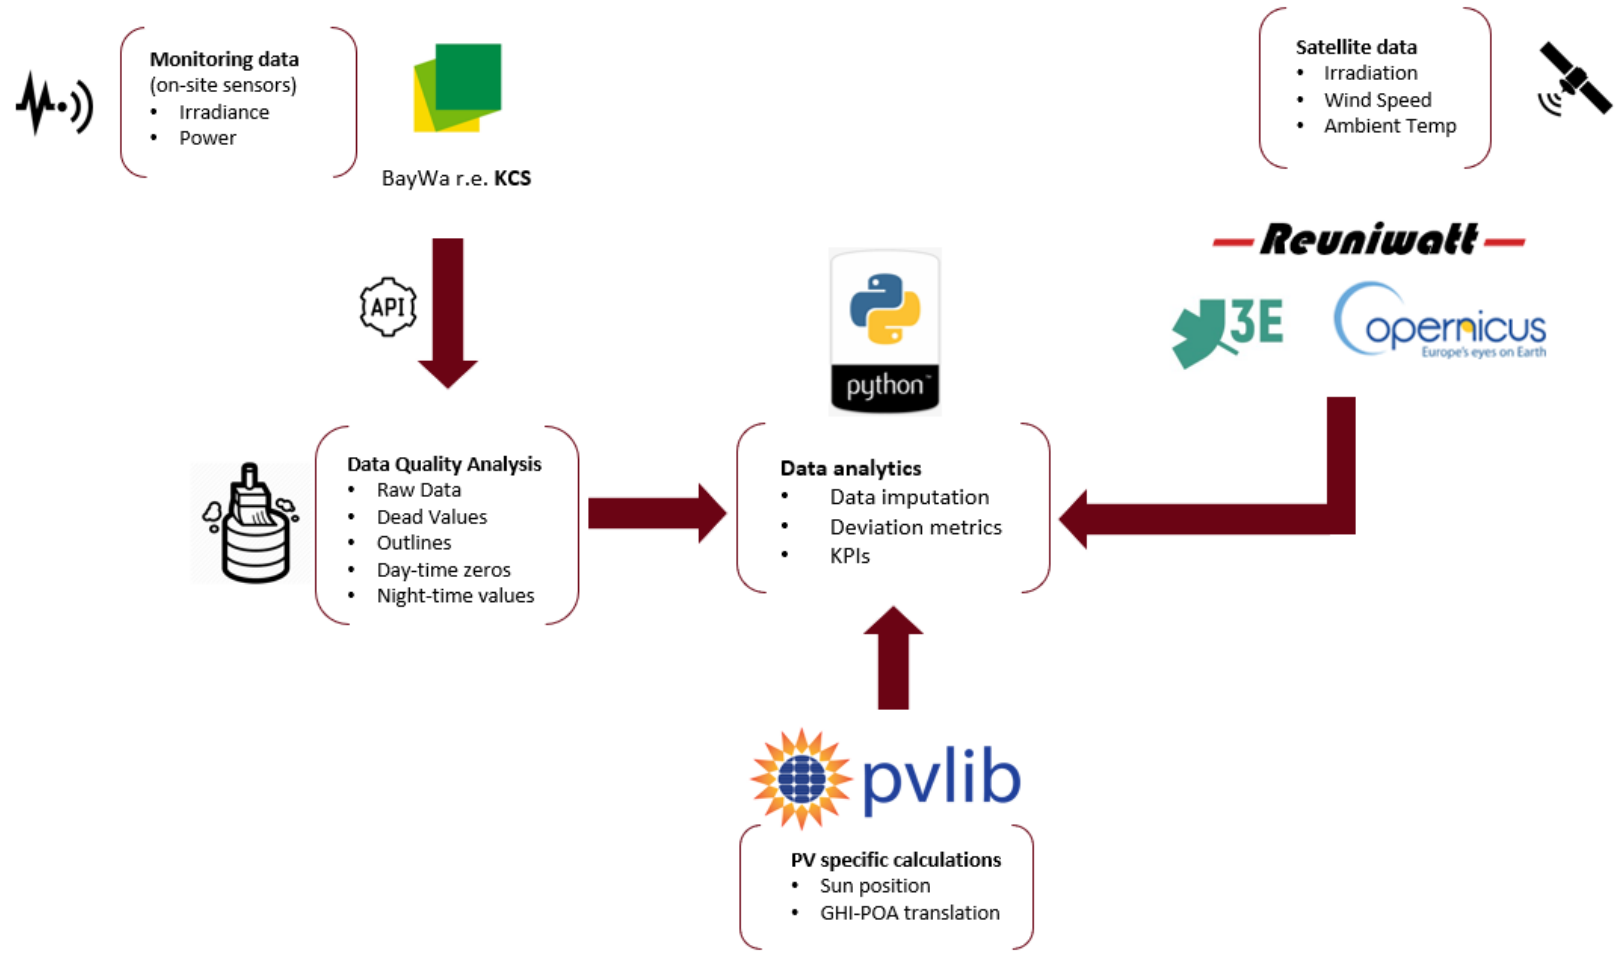 Monitoring data
(on-site sensors)
• Irradiance
• Power
BayWa r.e. KCS
Satellite data
• Irradiation
• Wind Speed
• Ambient Temp
Reuniwatt
3E
Copernicus
Europe's eyes on Earth
API
python™
Data Quality Analysis
• Raw Data
• Dead Values
• Outlines
• Day-time zeros
• Night-time values
Data analytics
• Data imputation
• Deviation metrics
• KPIs
pvlib
PV specific calculations
• Sun position
• GHI-POA translation